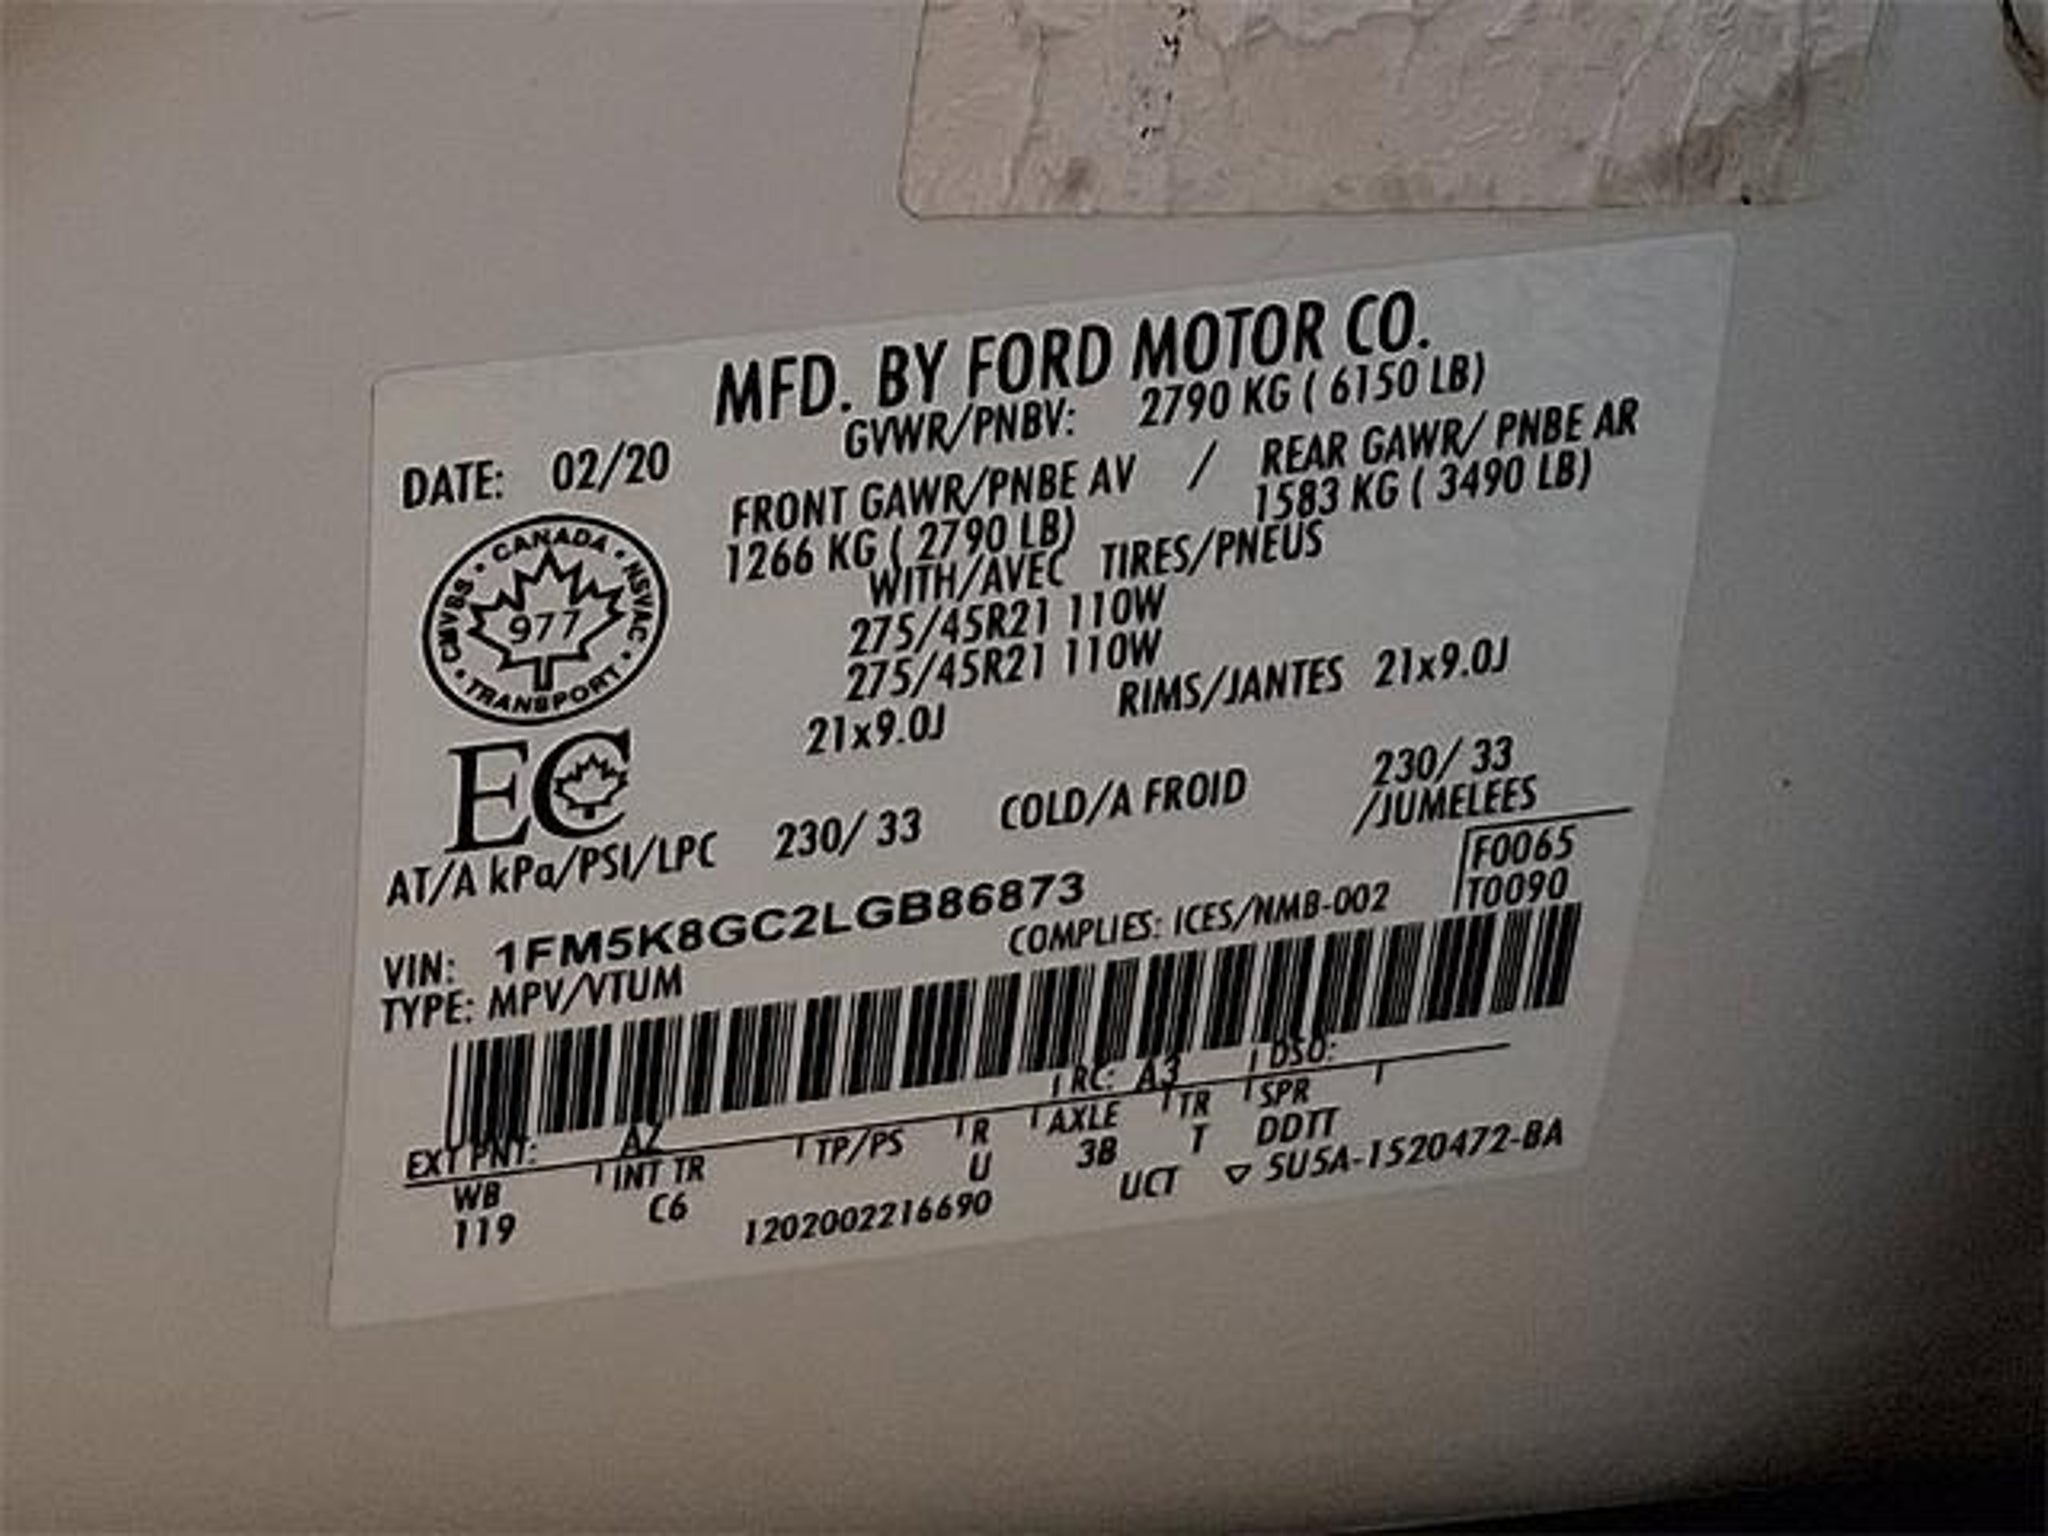 MFD. BY FORD MOTOR CO.
DATE: 02/20
GVWR/PNBV: 2790 KG ( 6150 LB)
FRONT GAWR/PNBE AV / REAR GAWR/ PNBE AR
1266 KG ( 2790 LB) 1583 KG ( 3490 LB)
WITH/AVEC TIRES/PNEUS
275/45R21 110W
275/45R21 110W
21x9.0J RIMS/JANTES 21x9.0J
CANADA · NSVAC · TRANSPORT · CMVSS ·
977
EC
AT/A kPa/PSI/LPC 230/ 33 COLD/A FROID 230/ 33
/JUMELEES
F0065
T0090
VIN: 1FM5K8GC2LGB86873
COMPLIES: ICES/NMB-002
TYPE: MPV/VTUM
EXT PNT: AZ RC: A3 DSO:
WB INT TR TP/PS R AXLE TR SPR
119 C6 U 3B T DDTT
1202002216690 UCT ▽ 5U5A-1520472-BA